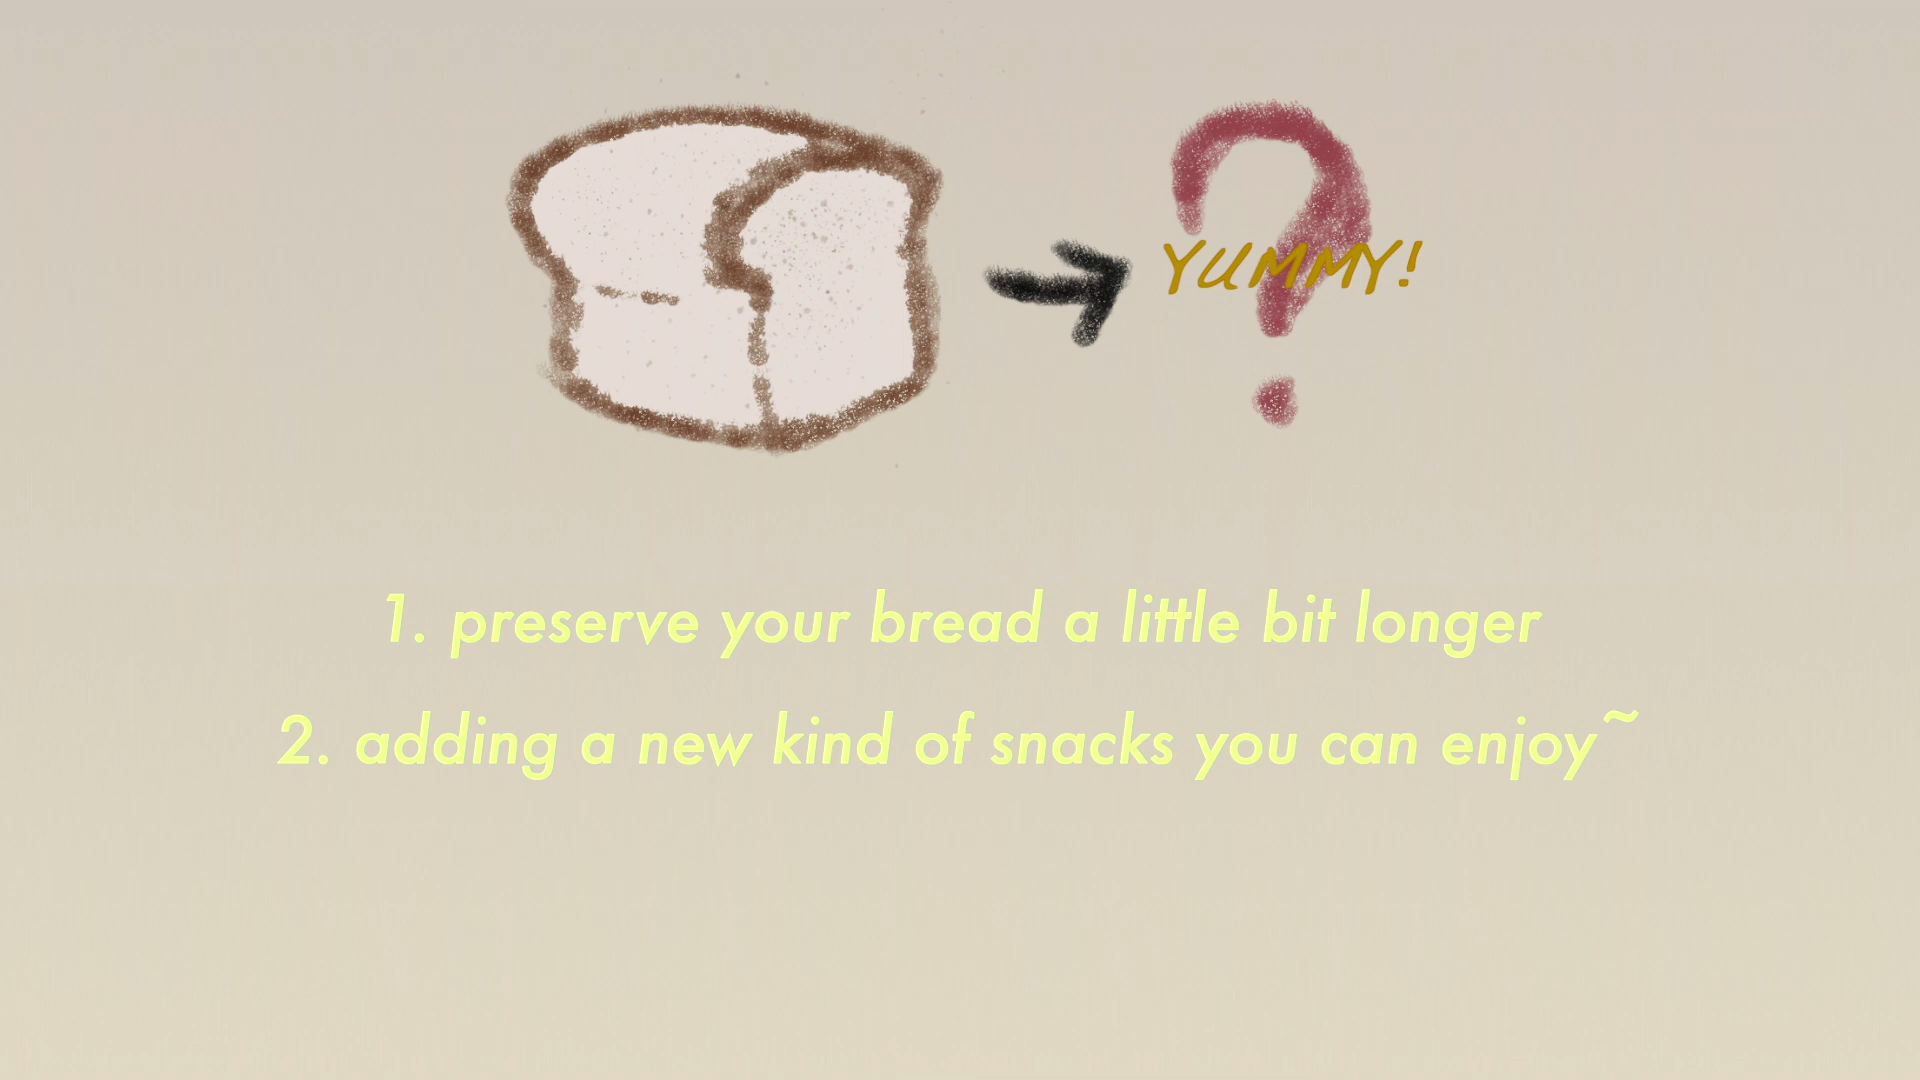 ?
YUMMY!
1. preserve your bread a little bit longer
2. adding a new kind of snacks you can enjoy~